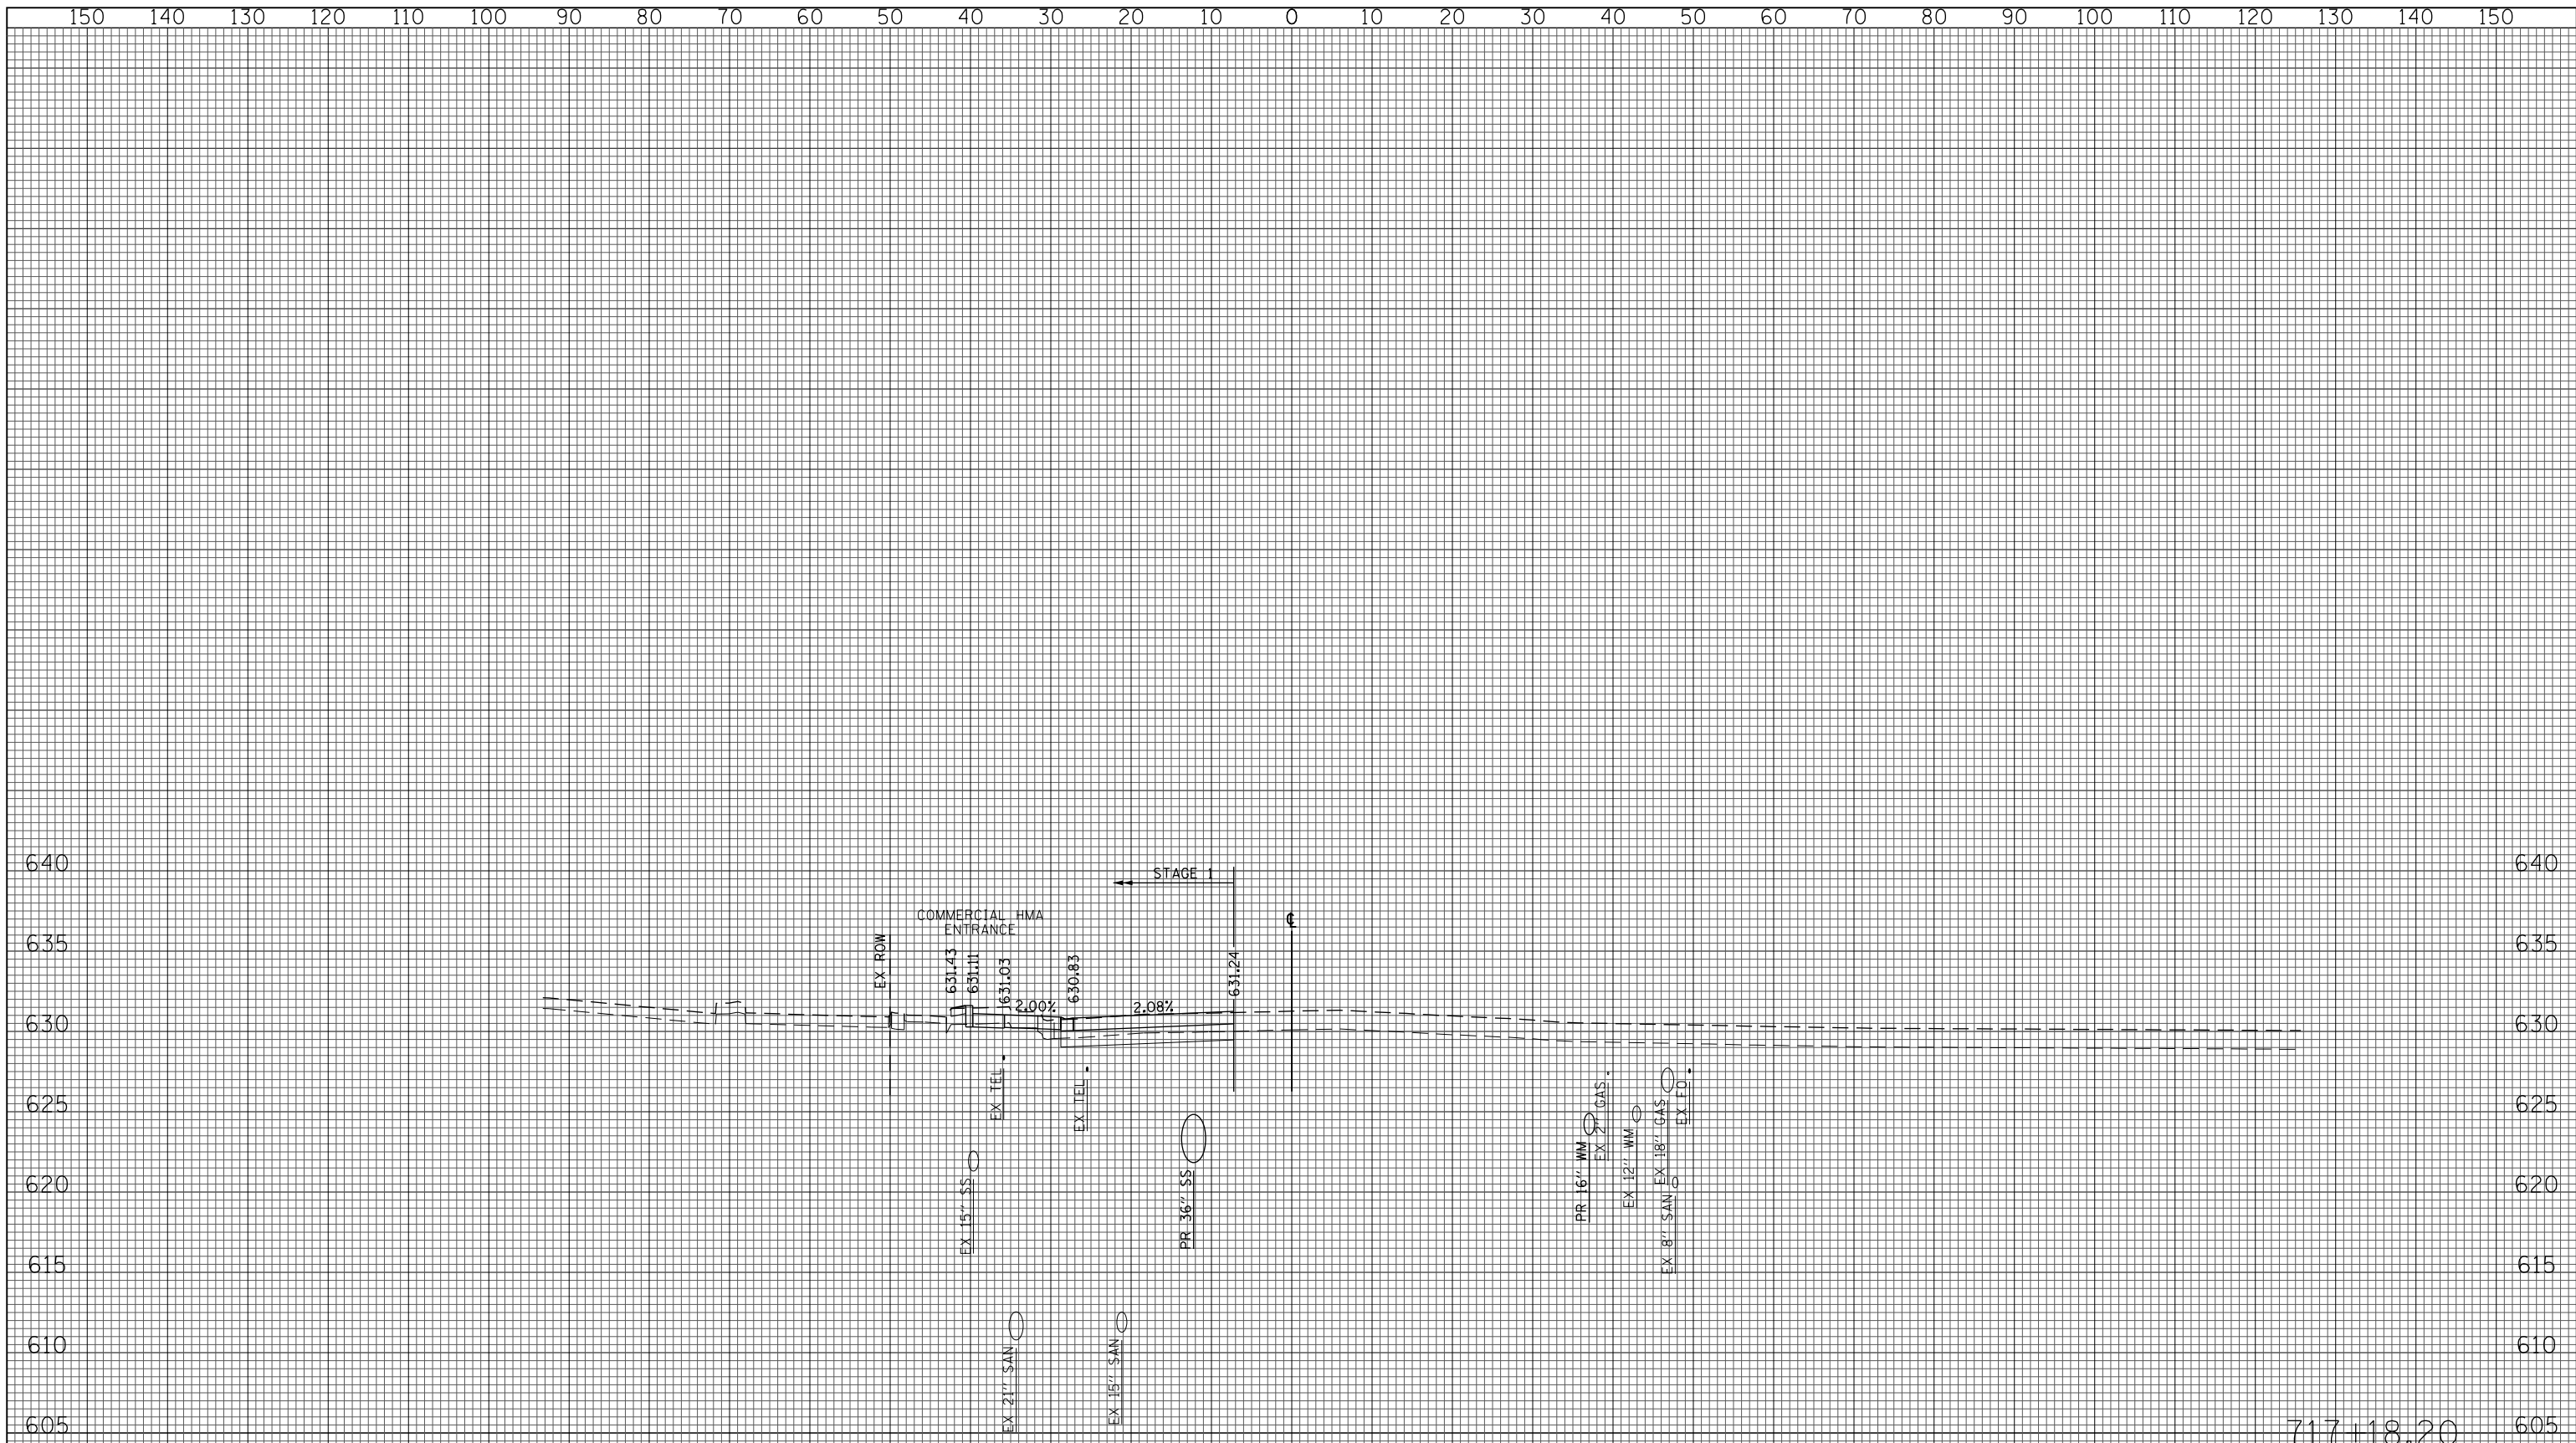 150 140 130 120 110 100 90 80 70 60 50 40 30 20 10 0 10 20 30 40 50 60 70 80 90 100 110 120 130 140 150
640 640
STAGE 1
COMMERCIAL HMA
ENTRANCE
℄
635 635
EX ROW
631.43
631.11
631.03
630.83
631.24
2.00%
2.08%
630 630
EX TEL
EX TEL
625 625
EX 15" SS
PR 36" SS
PR 16" WM
EX 2" GAS
EX 12" WM
EX 18" GAS
EX FO
EX 8" SAN
620 620
615 615
EX 21" SAN
EX 15" SAN
610 610
605 605
717+18.20